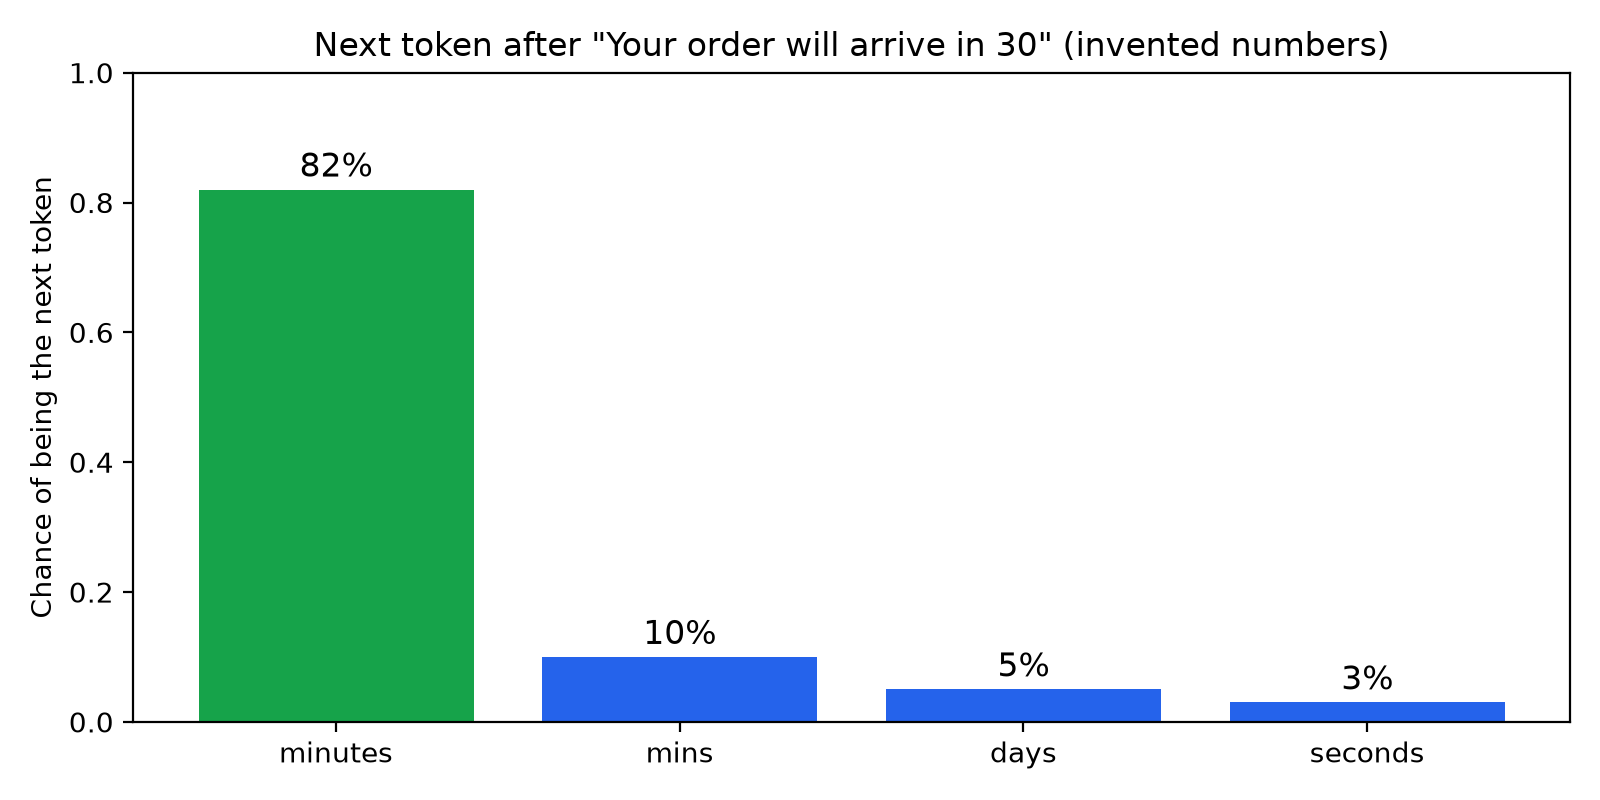 Next token after "Your order will arrive in 30" (invented numbers)
Chance of being the next token
1.0
0.8
0.6
0.4
0.2
0.0
82%
10%
5%
3%
minutes
mins
days
seconds